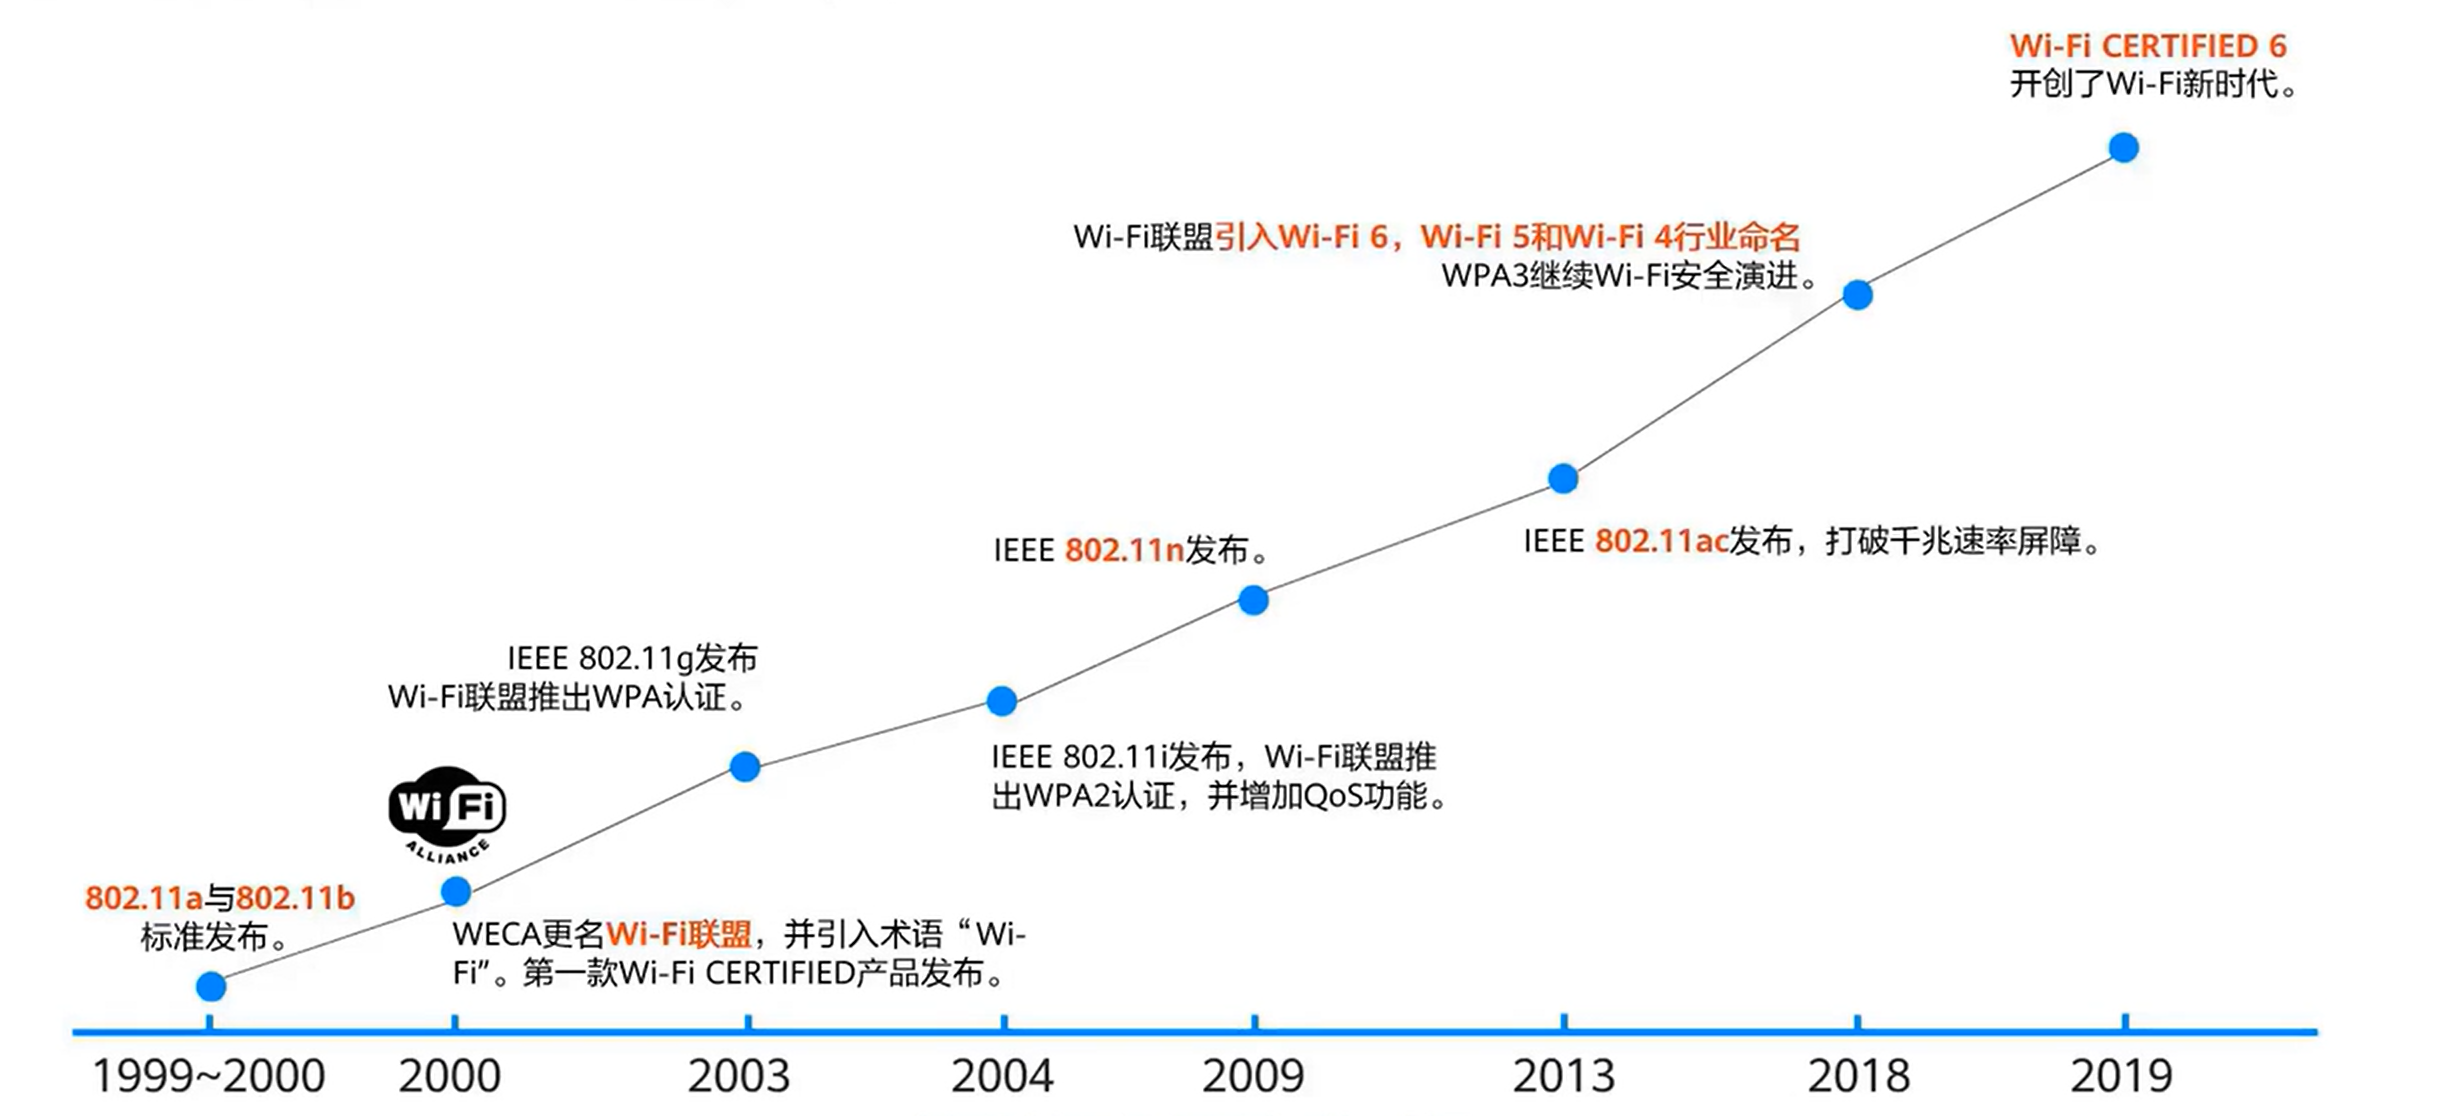 Wi-Fi CERTIFIED 6
开创了Wi-Fi新时代。
Wi-Fi联盟引入Wi-Fi 6，Wi-Fi 5和Wi-Fi 4行业命名
WPA3继续Wi-Fi安全演进。
IEEE 802.11n发布。
IEEE 802.11ac发布，打破千兆速率屏障。
IEEE 802.11g发布
Wi-Fi联盟推出WPA认证。
IEEE 802.11i发布，Wi-Fi联盟推
出WPA2认证，并增加QoS功能。
Wi Fi
ALLIANCE
802.11a与802.11b
标准发布。
WECA更名Wi-Fi联盟，并引入术语“Wi-
Fi”。第一款Wi-Fi CERTIFIED产品发布。
1999~2000 2000 2003 2004 2009 2013 2018 2019